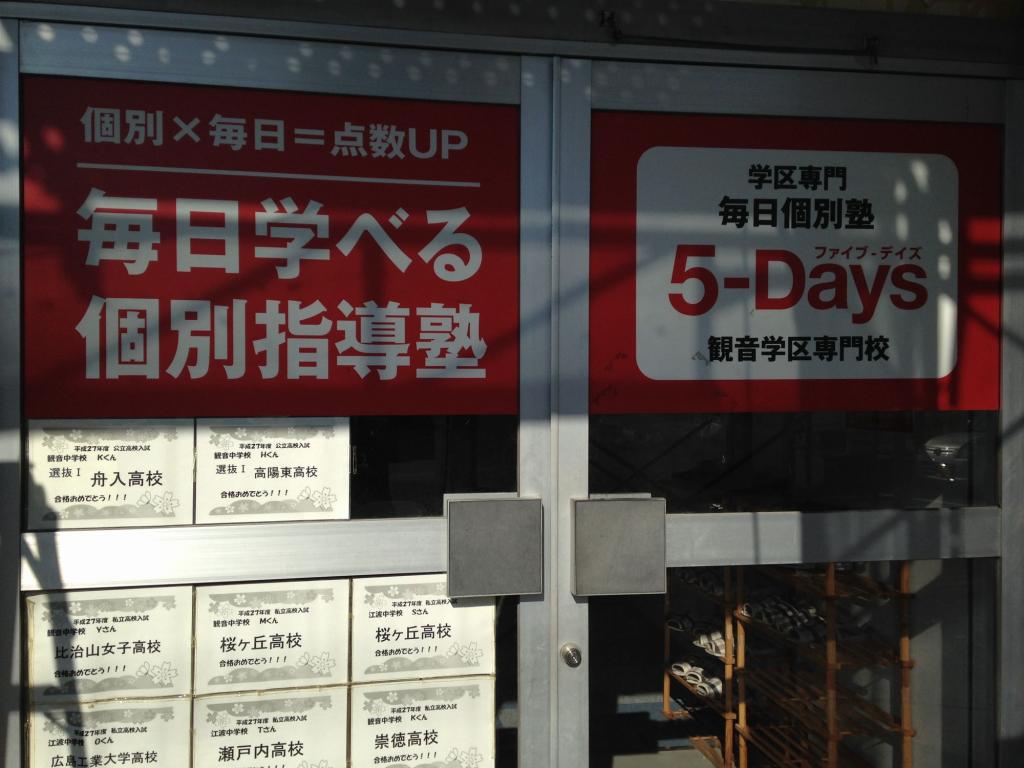 個別×毎日=点数UP
毎日学べる
個別指導塾
学区専門
毎日個別塾
ファイブ-デイズ
5-Days
観音学区専門校
平成27年度 公立高校入試
観音中学校 Kくん
選抜Ⅰ 舟入高校
合格おめでとう!!!
平成27年度 公立高校入試
観音中学校 Hくん
選抜Ⅰ 高陽東高校
合格おめでとう!!!
平成27年度 私立高校入試
観音中学校 Yさん
比治山女子高校
合格おめでとう!!!
平成27年度 私立高校入試
観音中学校 Mくん
桜ヶ丘高校
合格おめでとう!!!
平成27年度 私立高校入試
江波中学校 Sさん
桜ヶ丘高校
合格おめでとう!!!
平成27年度 私立高校入試
江波中学校 Oくん
広島工業大学高校
平成27年度 私立高校入試
江波中学校 Tさん
瀬戸内高校
合格おめでとう!!!
平成27年度 私立高校入試
観音中学校 Kくん
崇徳高校
合格おめでとう!!!